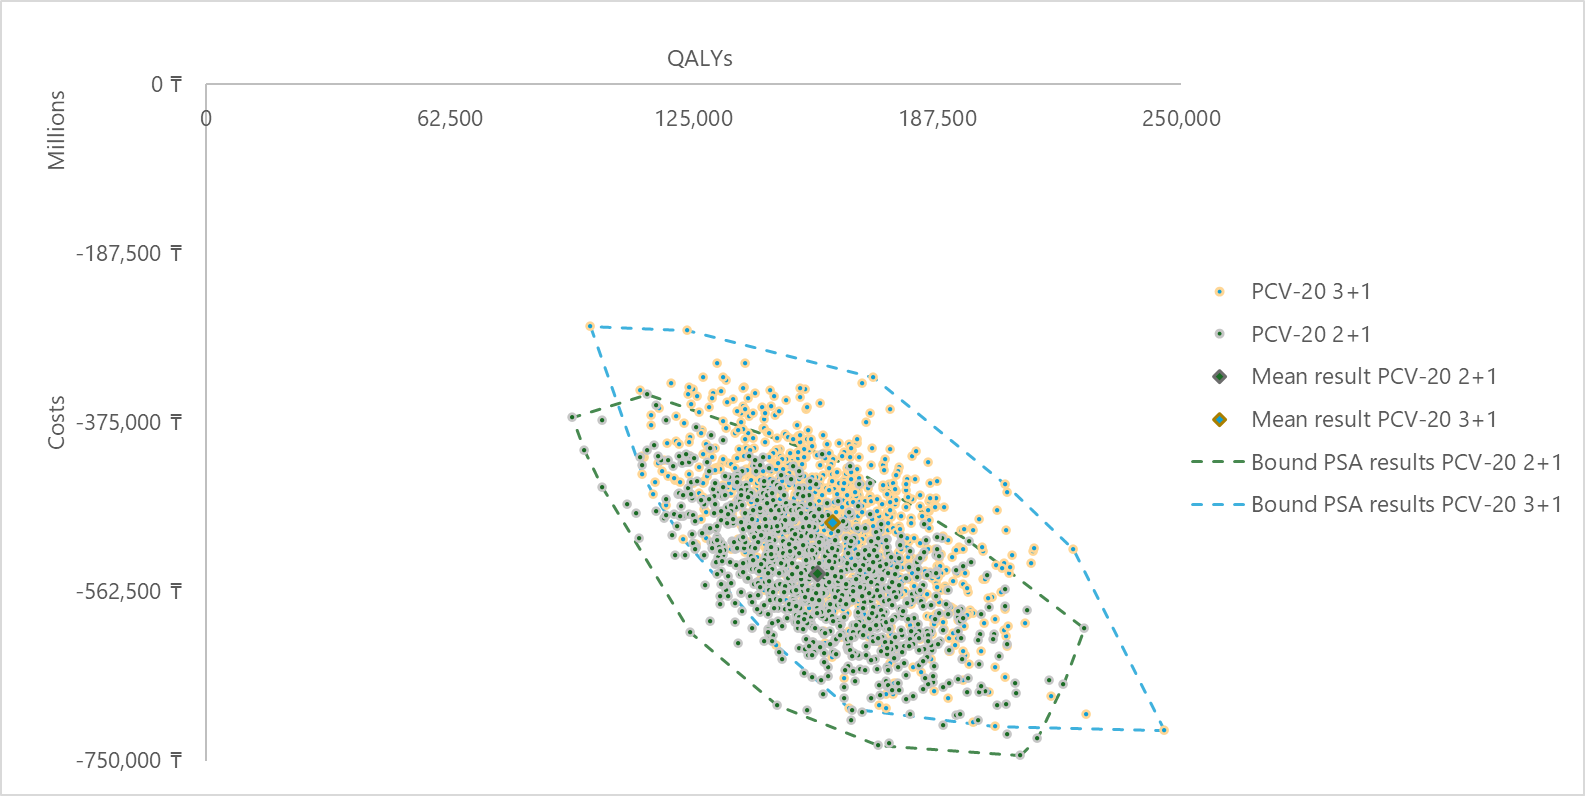 QALYs
0 ₸
0
62,500
125,000
187,500
250,000
Millions
-187,500 ₸
-375,000 ₸
Costs
-562,500 ₸
-750,000 ₸
PCV-20 3+1
PCV-20 2+1
Mean result PCV-20 2+1
Mean result PCV-20 3+1
Bound PSA results PCV-20 2+1
Bound PSA results PCV-20 3+1